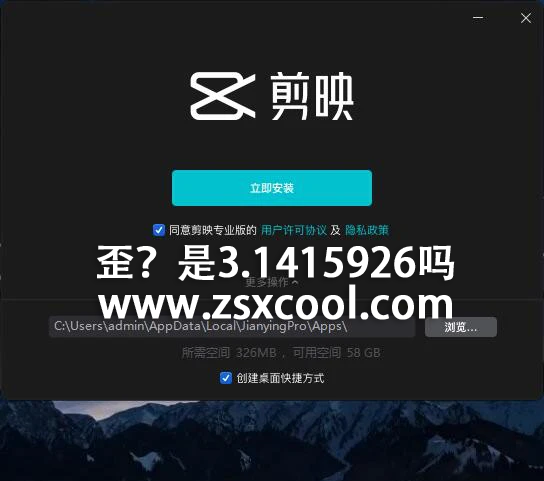 剪映
立即安装
同意剪映专业版的 用户许可协议 及 隐私政策
歪？是3.1415926吗
更多操作
www.zsxcool.com
C:\Users\admin\AppData\Local\JianyingPro\Apps\
浏览...
所需空间 326MB ，可用空间 58 GB
创建桌面快捷方式